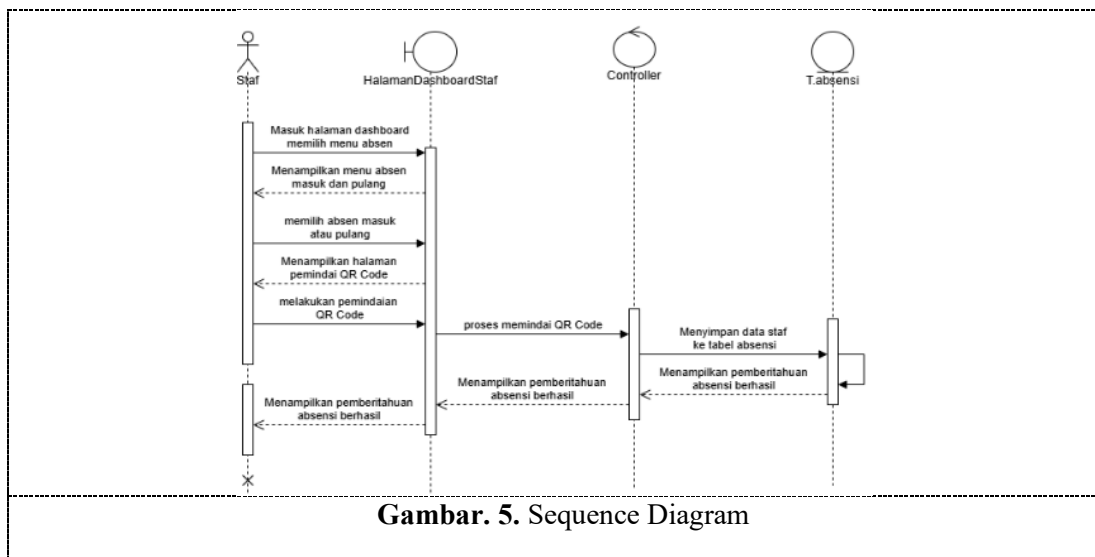 Staf
HalamanDashboardStaf
Controller
T.absensi
Masuk halaman dashboard
memilih menu absen
Menampilkan menu absen
masuk dan pulang
memilih absen masuk
atau pulang
Menampilkan halaman
pemindai QR Code
melakukan pemindaian
QR Code
proses memindai QR Code
Menyimpan data staf
ke tabel absensi
Menampilkan pemberitahuan
absensi berhasil
Menampilkan pemberitahuan
absensi berhasil
Menampilkan pemberitahuan
absensi berhasil
Gambar. 5. Sequence Diagram